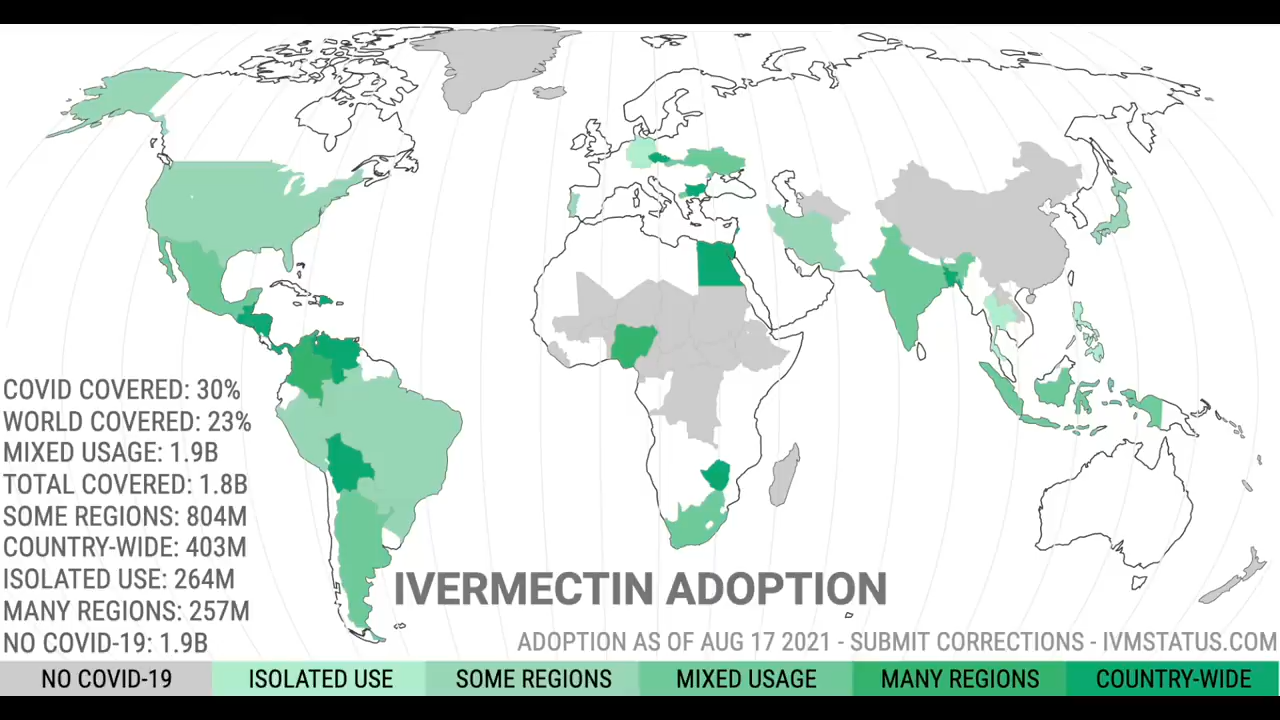 COVID COVERED: 30%
WORLD COVERED: 23%
MIXED USAGE: 1.9B
TOTAL COVERED: 1.8B
SOME REGIONS: 804M
COUNTRY-WIDE: 403M
ISOLATED USE: 264M
MANY REGIONS: 257M
NO COVID-19: 1.9B
IVERMECTIN ADOPTION
ADOPTION AS OF AUG 17 2021 - SUBMIT CORRECTIONS - IVMSTATUS.COM
NO COVID-19 ISOLATED USE SOME REGIONS MIXED USAGE MANY REGIONS COUNTRY-WIDE